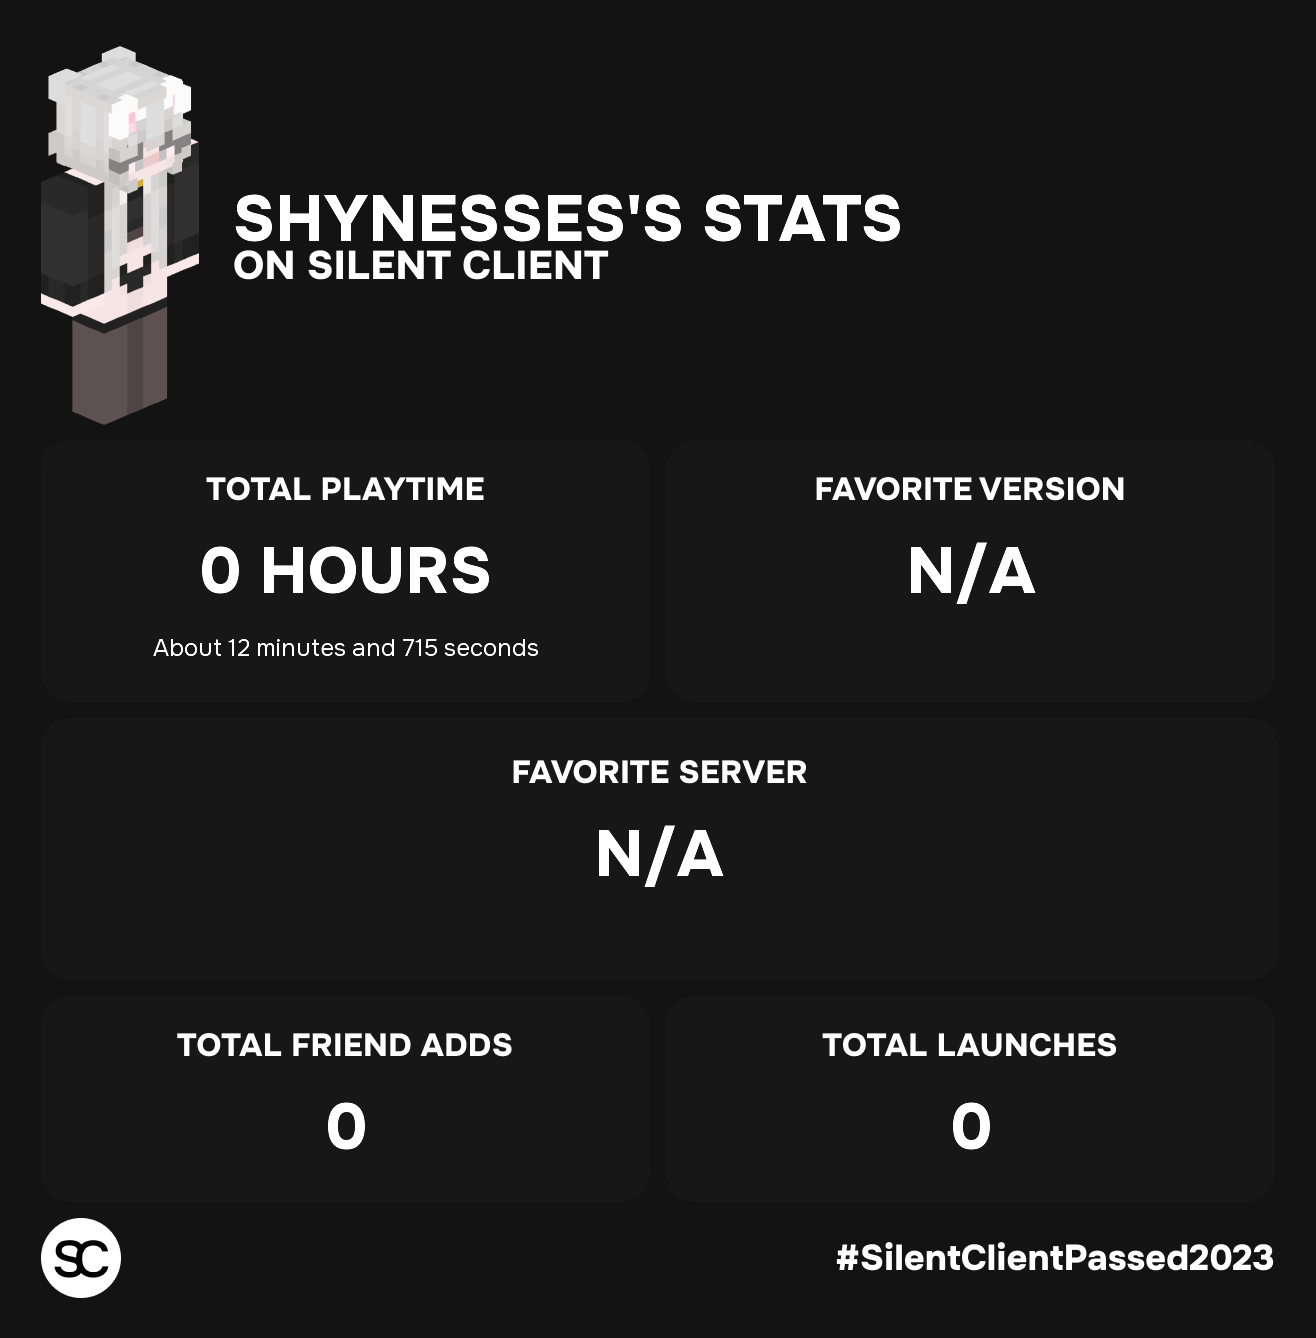 SHYNESSES'S STATS
ON SILENT CLIENT
TOTAL PLAYTIME
0 HOURS
About 12 minutes and 715 seconds
FAVORITE VERSION
N/A
FAVORITE SERVER
N/A
TOTAL FRIEND ADDS
0
TOTAL LAUNCHES
0
SC
#SilentClientPassed2023